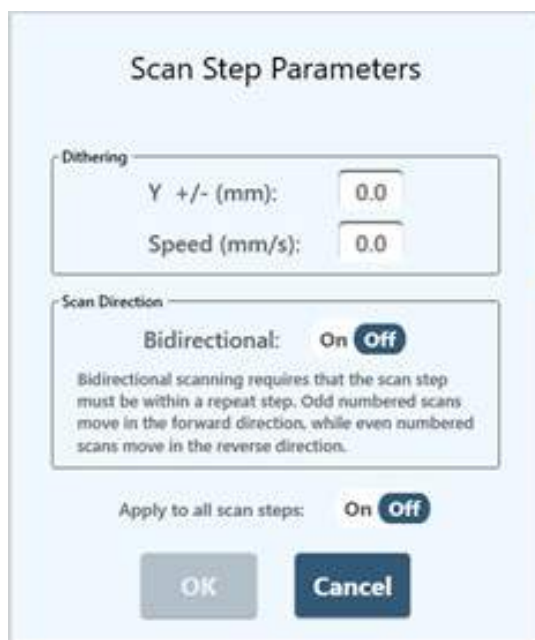 Scan Step Parameters
Dithering
Y +/- (mm): 0.0
Speed (mm/s): 0.0
Scan Direction
Bidirectional: On Off
Bidirectional scanning requires that the scan step
must be within a repeat step. Odd numbered scans
move in the forward direction, while even numbered
scans move in the reverse direction.
Apply to all scan steps: On Off
OK Cancel